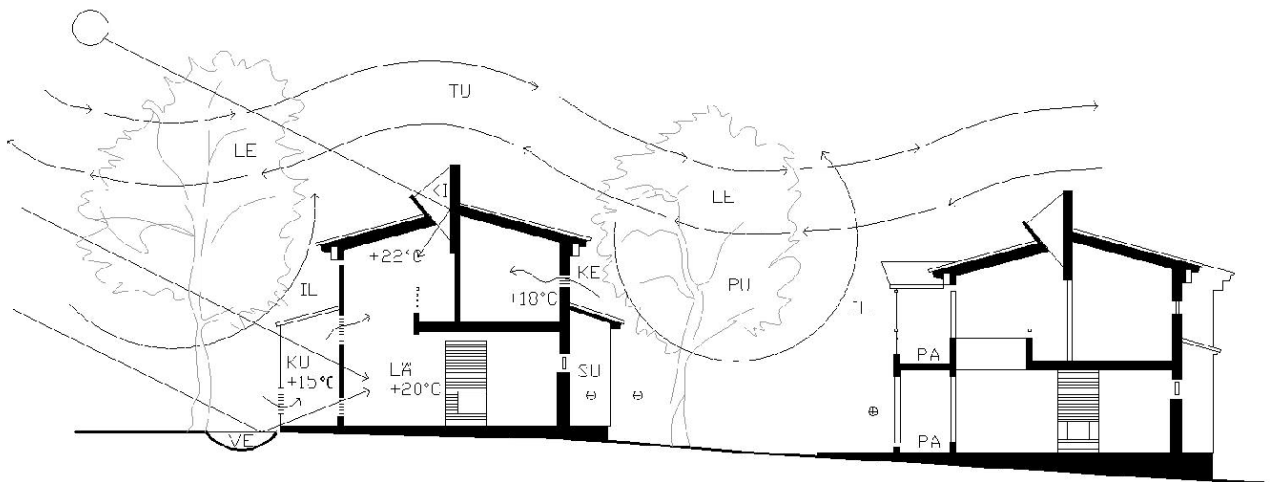 TU
LE
LE
+22°C
KE
IL
+18°C
PU
KU
+15°C
LÄ
+20°C
SU
PA
VE
PA